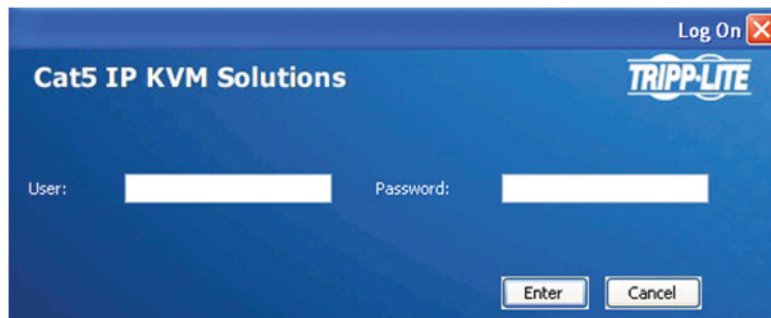 Log On
Cat5 IP KVM Solutions
TRIPP·LITE
User:
Password:
Enter
Cancel